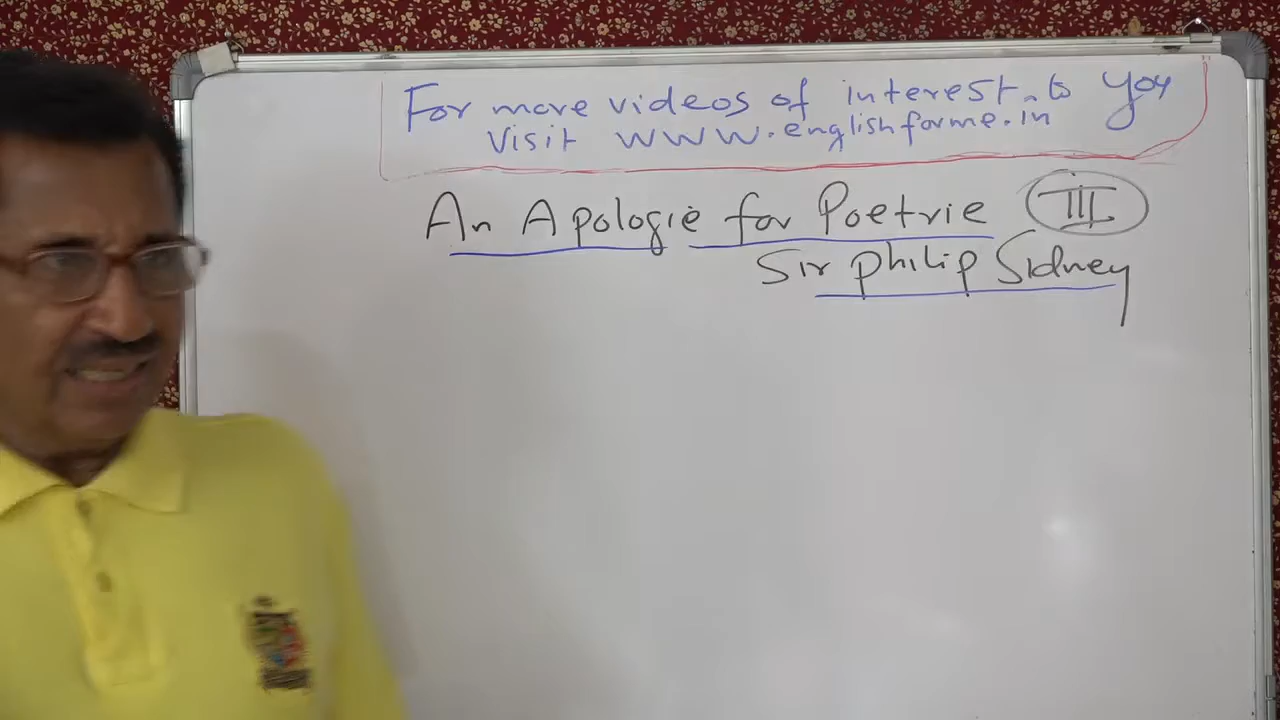 For more videos of interest to you
Visit www.englishforme.in
An Apologie for Poetrie III
Sir Philip Sidney